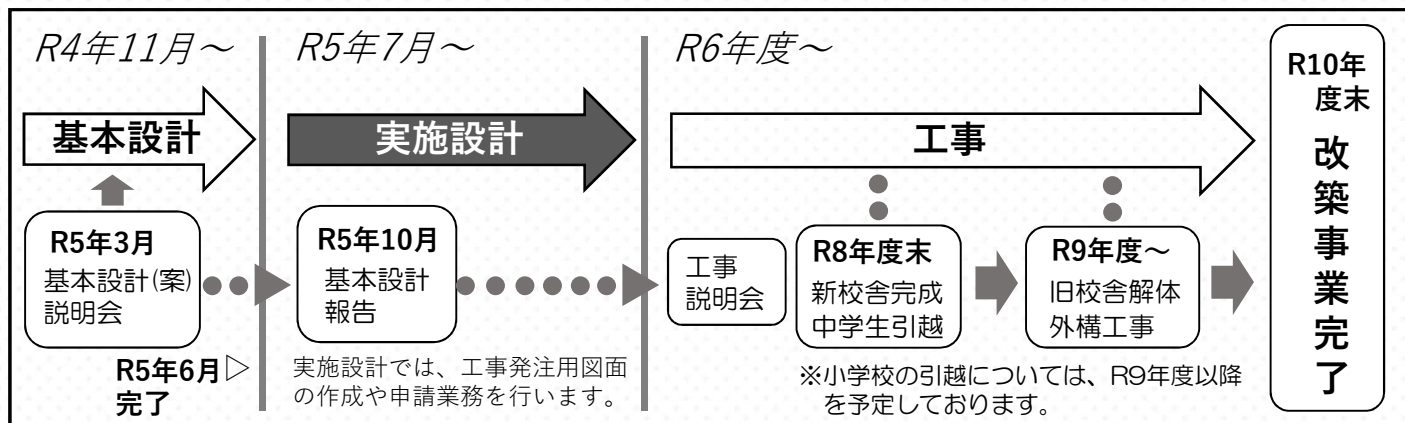 R4年11月～
基本設計
R5年3月
基本設計(案)
説明会
R5年6月▷
完了
R5年7月～
実施設計
R5年10月
基本設計
報告
実施設計では、工事発注用図面
の作成や申請業務を行います。
R6年度～
工事
工事
説明会
R8年度末
新校舎完成
中学生引越
R9年度～
旧校舎解体
外構工事
※小学校の引越については、R9年度以降
を予定しております。
R10年
度末
改築事業完了